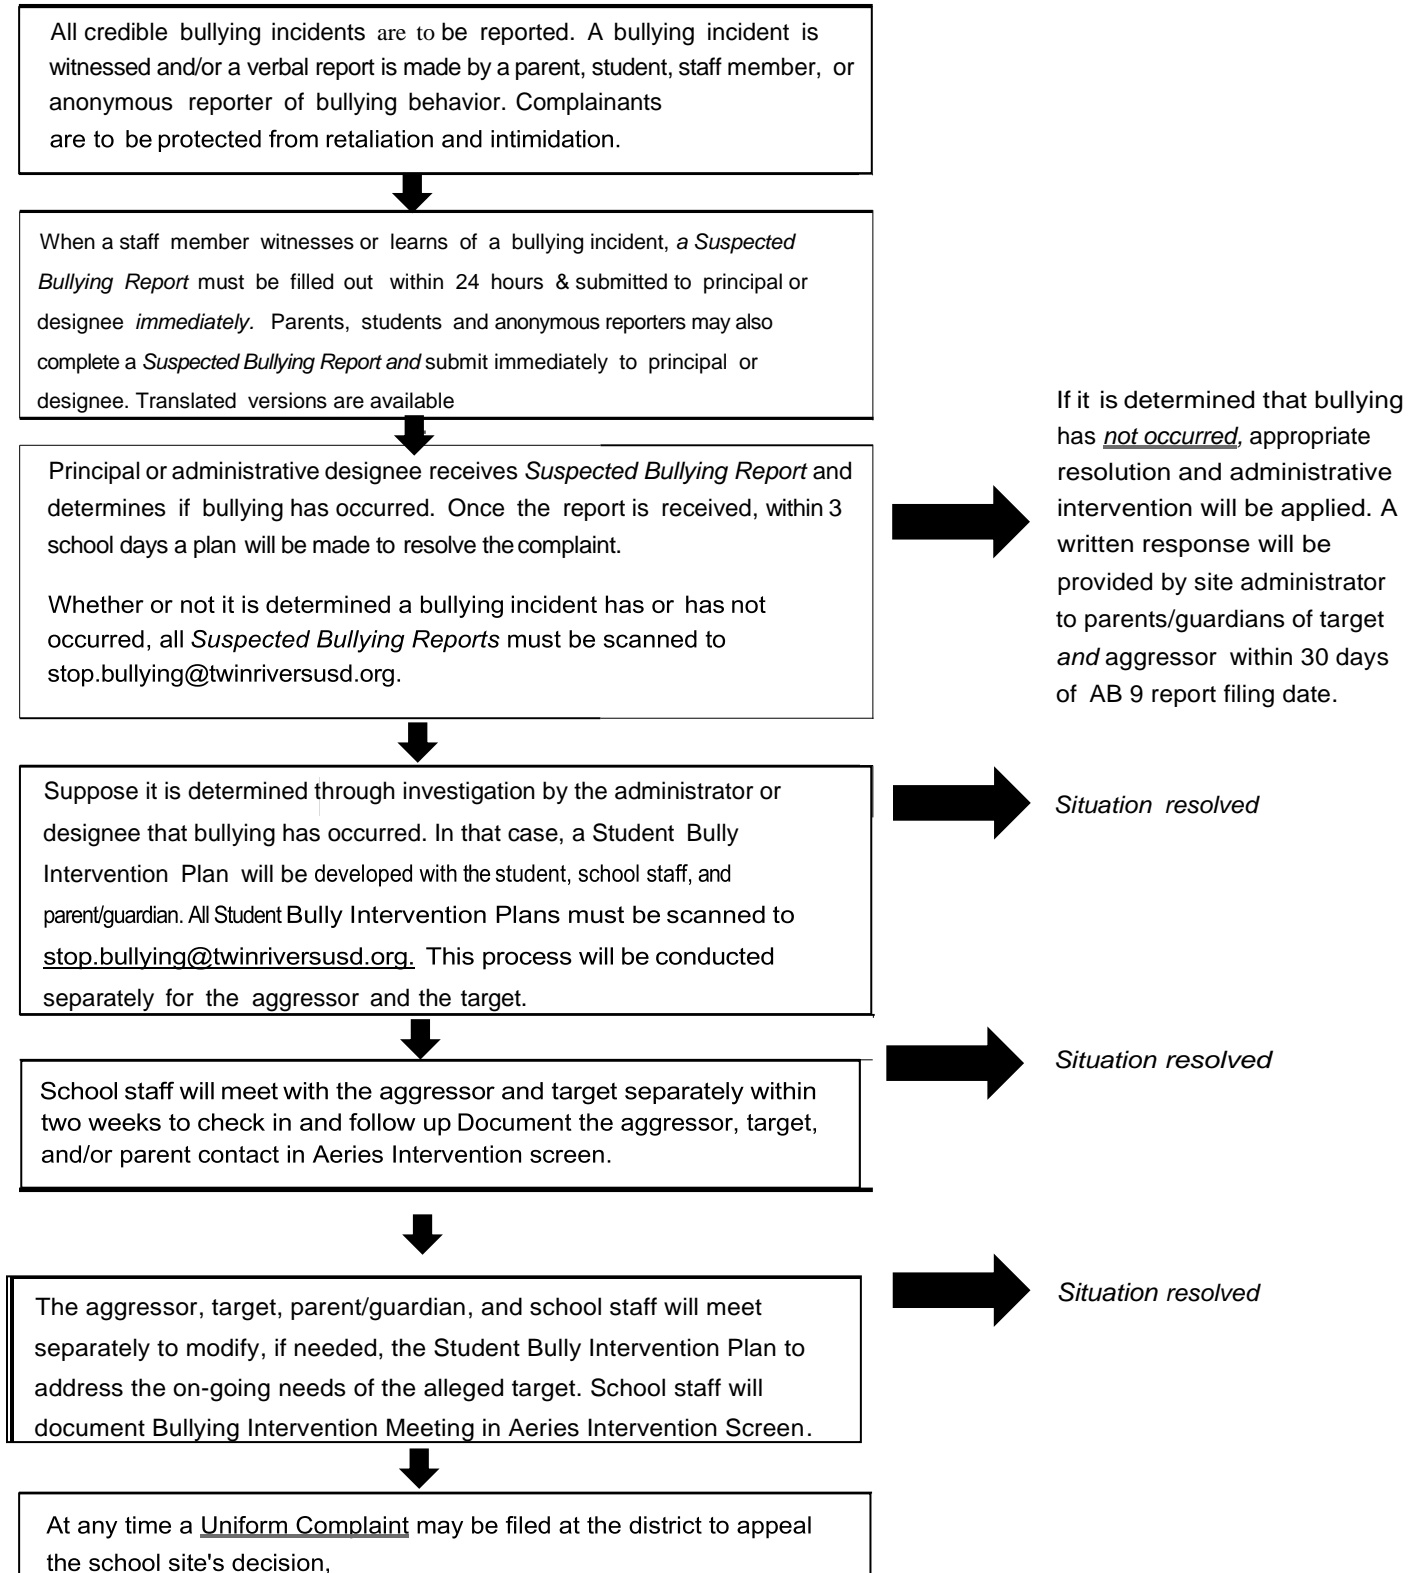 All credible bullying incidents are to be reported. A bullying incident is
witnessed and/or a verbal report is made by a parent, student, staff member, or
anonymous reporter of bullying behavior. Complainants
are to be protected from retaliation and intimidation.
When a staff member witnesses or learns of a bullying incident, a Suspected
Bullying Report must be filled out within 24 hours & submitted to principal or
designee immediately. Parents, students and anonymous reporters may also
complete a Suspected Bullying Report and submit immediately to principal or
designee. Translated versions are available
Principal or administrative designee receives Suspected Bullying Report and
determines if bullying has occurred. Once the report is received, within 3
school days a plan will be made to resolve the complaint.
Whether or not it is determined a bullying incident has or has not
occurred, all Suspected Bullying Reports must be scanned to
stop.bullying@twinriversusd.org.
If it is determined that bullying
has not occurred, appropriate
resolution and administrative
intervention will be applied. A
written response will be
provided by site administrator
to parents/guardians of target
and aggressor within 30 days
of AB 9 report filing date.
Suppose it is determined through investigation by the administrator or
designee that bullying has occurred. In that case, a Student Bully
Intervention Plan will be developed with the student, school staff, and
parent/guardian. All Student Bully Intervention Plans must be scanned to
stop.bullying@twinriversusd.org. This process will be conducted
separately for the aggressor and the target.
Situation resolved
School staff will meet with the aggressor and target separately within
two weeks to check in and follow up Document the aggressor, target,
and/or parent contact in Aeries Intervention screen.
Situation resolved
The aggressor, target, parent/guardian, and school staff will meet
separately to modify, if needed, the Student Bully Intervention Plan to
address the on-going needs of the alleged target. School staff will
document Bullying Intervention Meeting in Aeries Intervention Screen.
Situation resolved
At any time a Uniform Complaint may be filed at the district to appeal
the school site's decision,